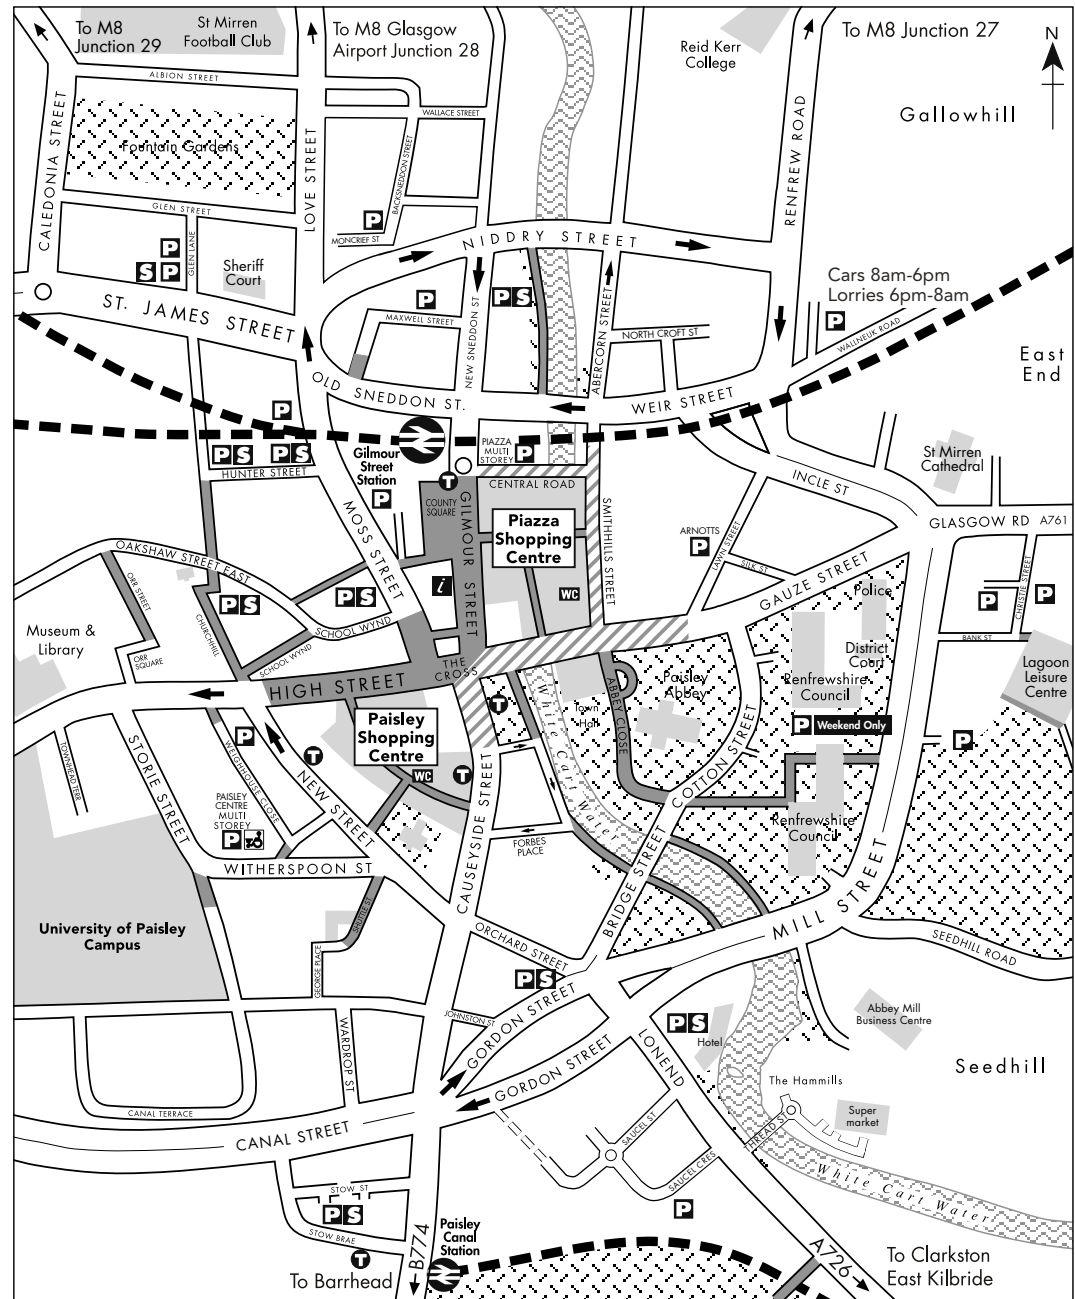 To M8
Junction 29
St Mirren
Football Club
To M8 Glasgow
Airport Junction 28
Reid Kerr
College
To M8 Junction 27
N
Gallowhill
ALBION STREET
WALLACE STREET
CALEDONIA STREET
Fountain Gardens
LOVE STREET
BACKSNEDDON STREET
RENFREW ROAD
GLEN STREET
GLEN LANE
P
MONCRIEF ST
NIDDRY STREET
P
S P
Sheriff
Court
Cars 8am-6pm
Lorries 6pm-8am
P
ST. JAMES STREET
P
MAXWELL STREET
NEW SNEDDON ST
P S
ABERCORN STREET
NORTH CROFT ST
WALLNEUK ROAD
East
End
OLD SNEDDON ST.
WEIR STREET
P
P S
P S
HUNTER STREET
Gilmour
Street
Station
P
PIAZZA
MULTI
STOREY
P
T
CENTRAL ROAD
INCLE ST
St Mirren
Cathedral
GLASGOW RD A761
COUNTY
SQUARE
GILMOUR STREET
MOSS STREET
Piazza
Shopping
Centre
SMITHHILLS STREET
ARNOTTS
P
LAWN STREET
SILK ST
GAUZE STREET
OAKSHAW STREET EAST
ORR STREET
P S
P S
i
WC
Police
P
P
CHRISTIE STREET
Museum &
Library
CHURCHHILL
SCHOOL WYND
SCHOOL WYND
ORR
SQUARE
THE
CROSS
BANK ST
District
Court
Lagoon
Leisure
Centre
HIGH STREET
Paisley
Abbey
ABBEY CLOSE
Renfrewshire
Council
Town
Hall
White Cart Water
T
Paisley
Shopping
Centre
P Weekend Only
P
TOWNHEAD TERR
STORIE STREET
P
WEIGHHOUSE CLOSE
T
NEW STREET
WC
T
COTTON STREET
PAISLEY
CENTRE
MULTI
STOREY
P
CAUSEYSIDE STREET
FORBES
PLACE
Renfrewshire
Council
WITHERSPOON ST
BRIDGE STREET
MILL STREET
University of Paisley
Campus
SHUTTLE ST
GEORGE PLACE
ORCHARD STREET
SEEDHILL ROAD
P S
JOHNSTON ST
GORDON STREET
P S
Hotel
Abbey Mill
Business Centre
WARDROP ST
GORDON STREET
LONEND
Seedhill
The Hammills
CANAL TERRACE
CANAL STREET
SAUCEL ST
THREAD ST
Super
market
SAUCEL CRES
White Cart Water
STOW ST
P S
P
STOW BRAE
B774
Paisley
Canal
Station
T
To Barrhead
A726
To Clarkston
East Kilbride